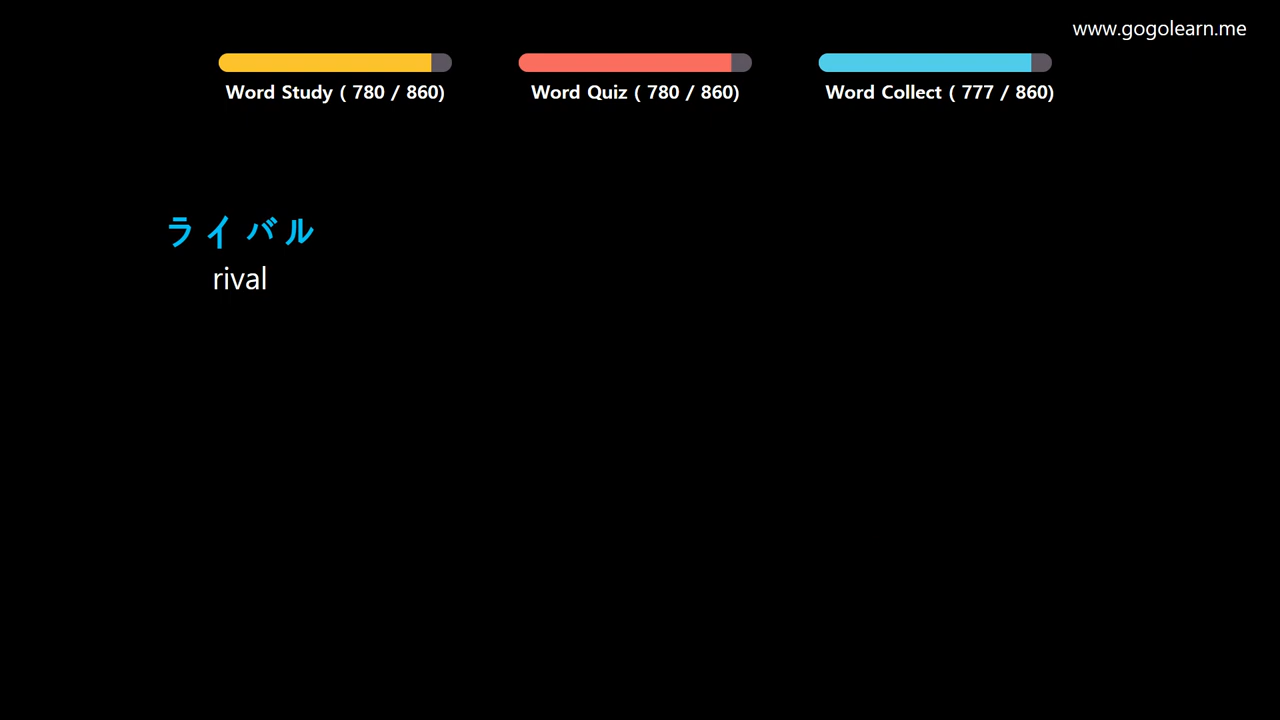 www.gogolearn.me
Word Study ( 780 / 860)
Word Quiz ( 780 / 860)
Word Collect ( 777 / 860)
ライバル
rival